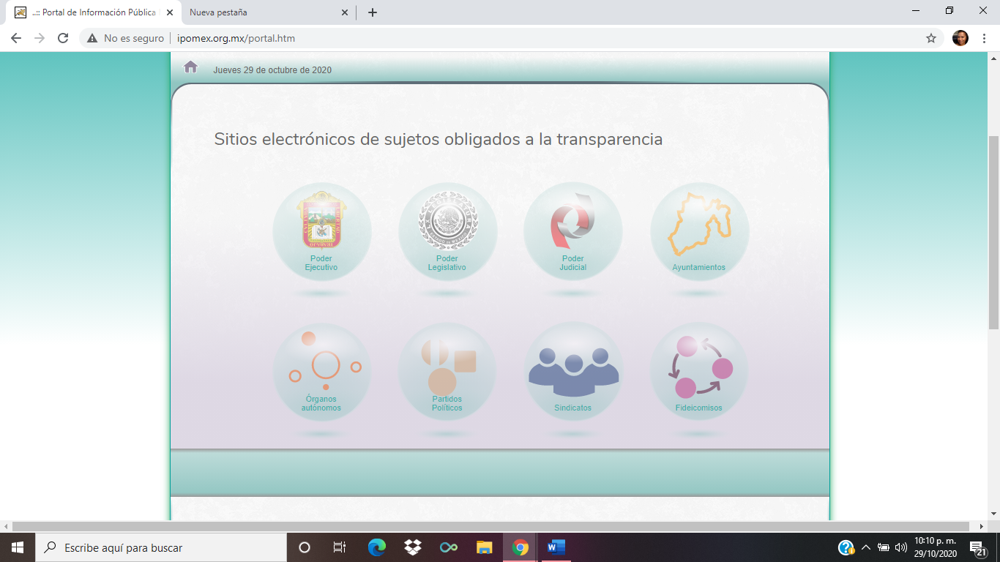 ..:: Portal de Información Pública
Nueva pestaña
No es seguro
ipomex.org.mx/portal.htm
Jueves 29 de octubre de 2020
Sitios electrónicos de sujetos obligados a la transparencia
Poder
Ejecutivo
Poder
Legislativo
Poder
Judicial
Ayuntamientos
Órganos
autónomos
Partidos
Políticos
Sindicatos
Fideicomisos
Escribe aquí para buscar
10:10 p. m.
29/10/2020
21